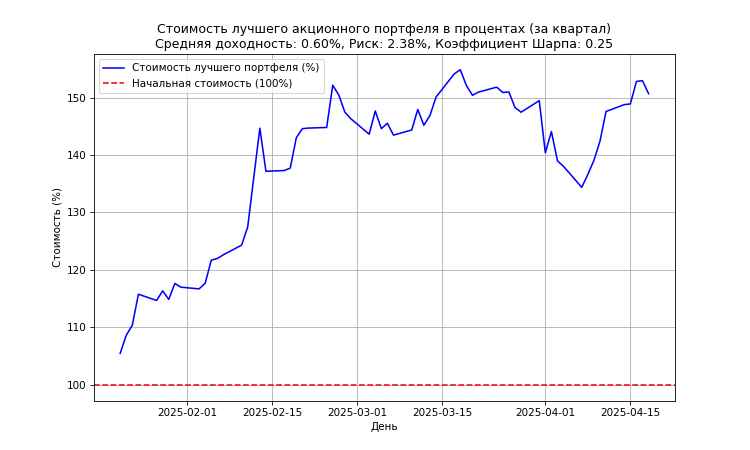 Стоимость лучшего акционного портфеля в процентах (за квартал)
Средняя доходность: 0.60%, Риск: 2.38%, Коэффициент Шарпа: 0.25
Стоимость лучшего портфеля (%)
Начальная стоимость (100%)
Стоимость (%)
150
140
130
120
110
100
2025-02-01 2025-02-15 2025-03-01 2025-03-15 2025-04-01 2025-04-15
День